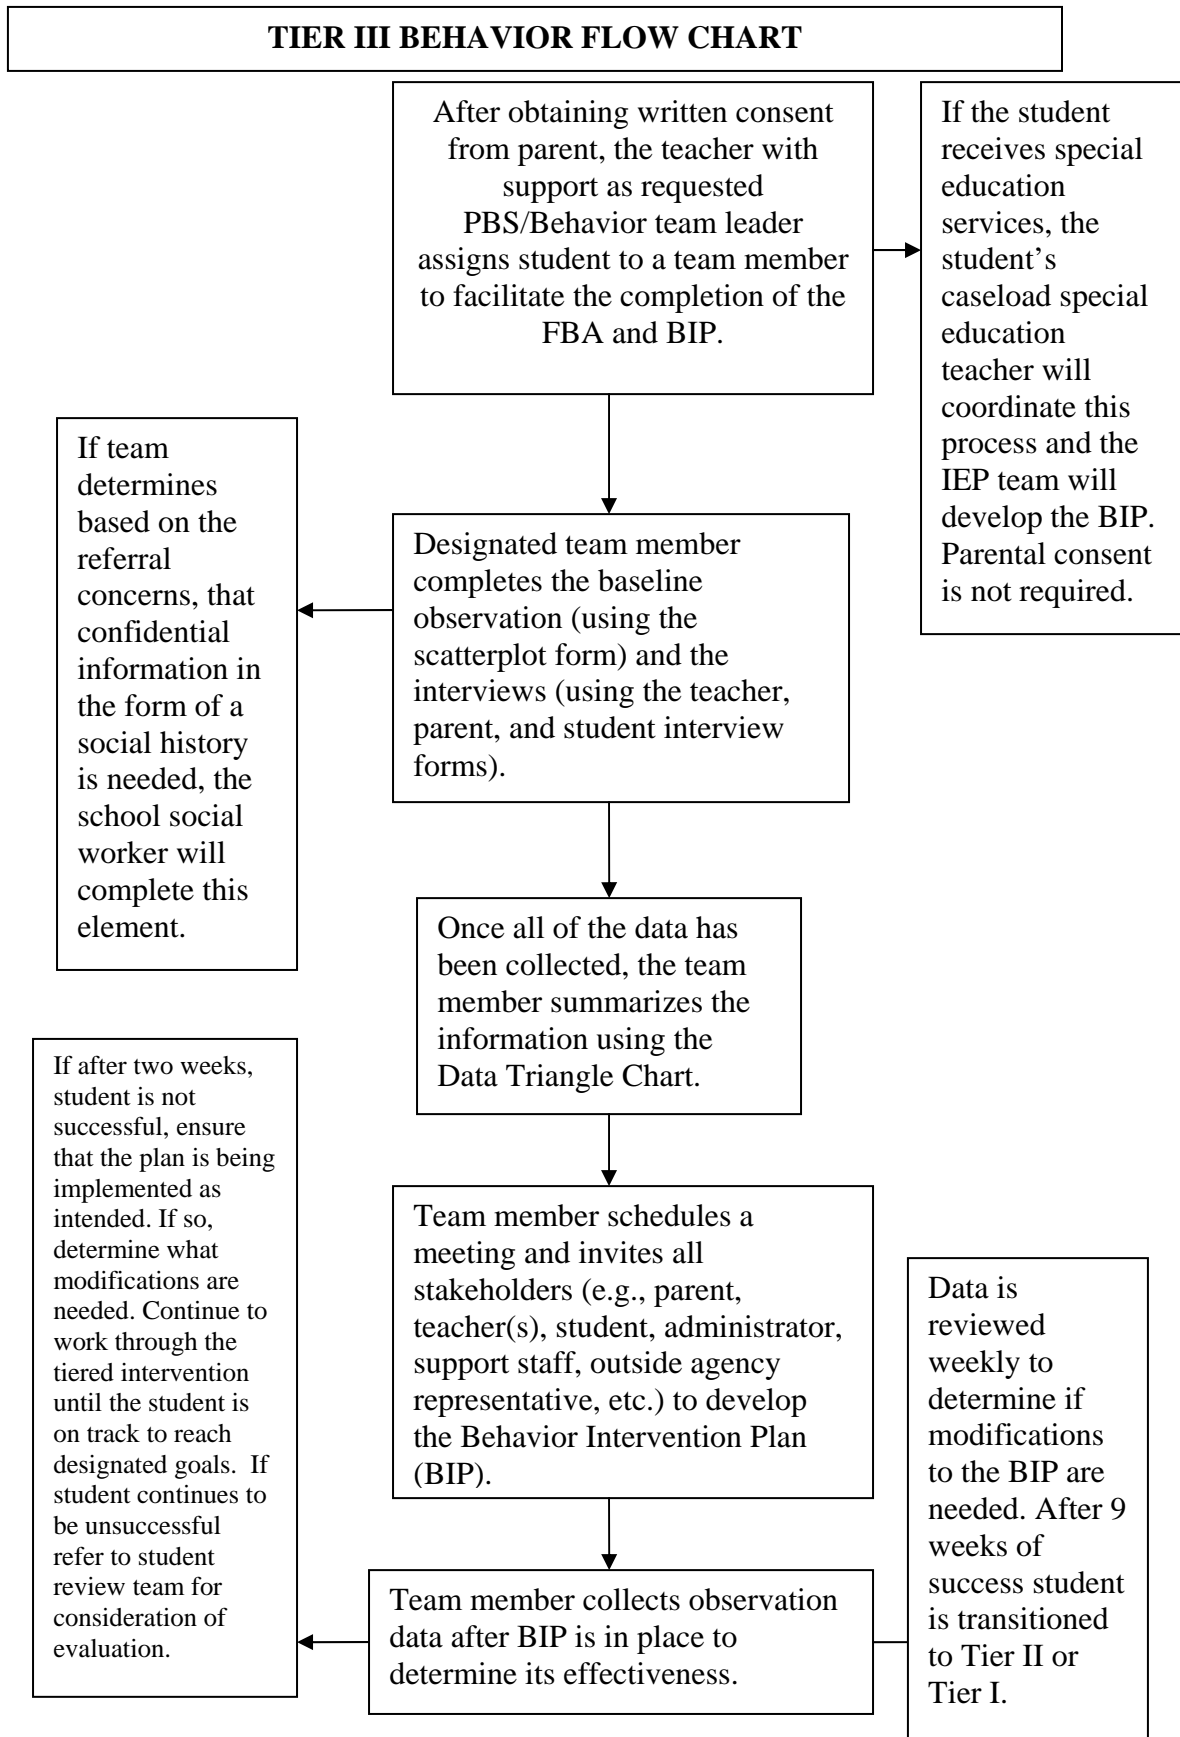 TIER III BEHAVIOR FLOW CHART
After obtaining written consent
from parent, the teacher with
support as requested
PBS/Behavior team leader
assigns student to a team member
to facilitate the completion of the
FBA and BIP.
If the student
receives special
education
services, the
student’s
caseload special
education
teacher will
coordinate this
process and the
IEP team will
develop the BIP.
Parental consent
is not required.
If team
determines
based on the
referral
concerns, that
confidential
information in
the form of a
social history
is needed, the
school social
worker will
complete this
element.
Designated team member
completes the baseline
observation (using the
scatterplot form) and the
interviews (using the teacher,
parent, and student interview
forms).
Once all of the data has
been collected, the team
member summarizes the
information using the
Data Triangle Chart.
If after two weeks,
student is not
successful, ensure
that the plan is being
implemented as
intended. If so,
determine what
modifications are
needed. Continue to
work through the
tiered intervention
until the student is
on track to reach
designated goals.  If
student continues to
be unsuccessful
refer to student
review team for
consideration of
evaluation.
Team member schedules a
meeting and invites all
stakeholders (e.g., parent,
teacher(s), student, administrator,
support staff, outside agency
representative, etc.) to develop
the Behavior Intervention Plan
(BIP).
Data is
reviewed
weekly to
determine if
modifications
to the BIP are
needed. After 9
weeks of
success student
is transitioned
to Tier II or
Tier I.
Team member collects observation
data after BIP is in place to
determine its effectiveness.